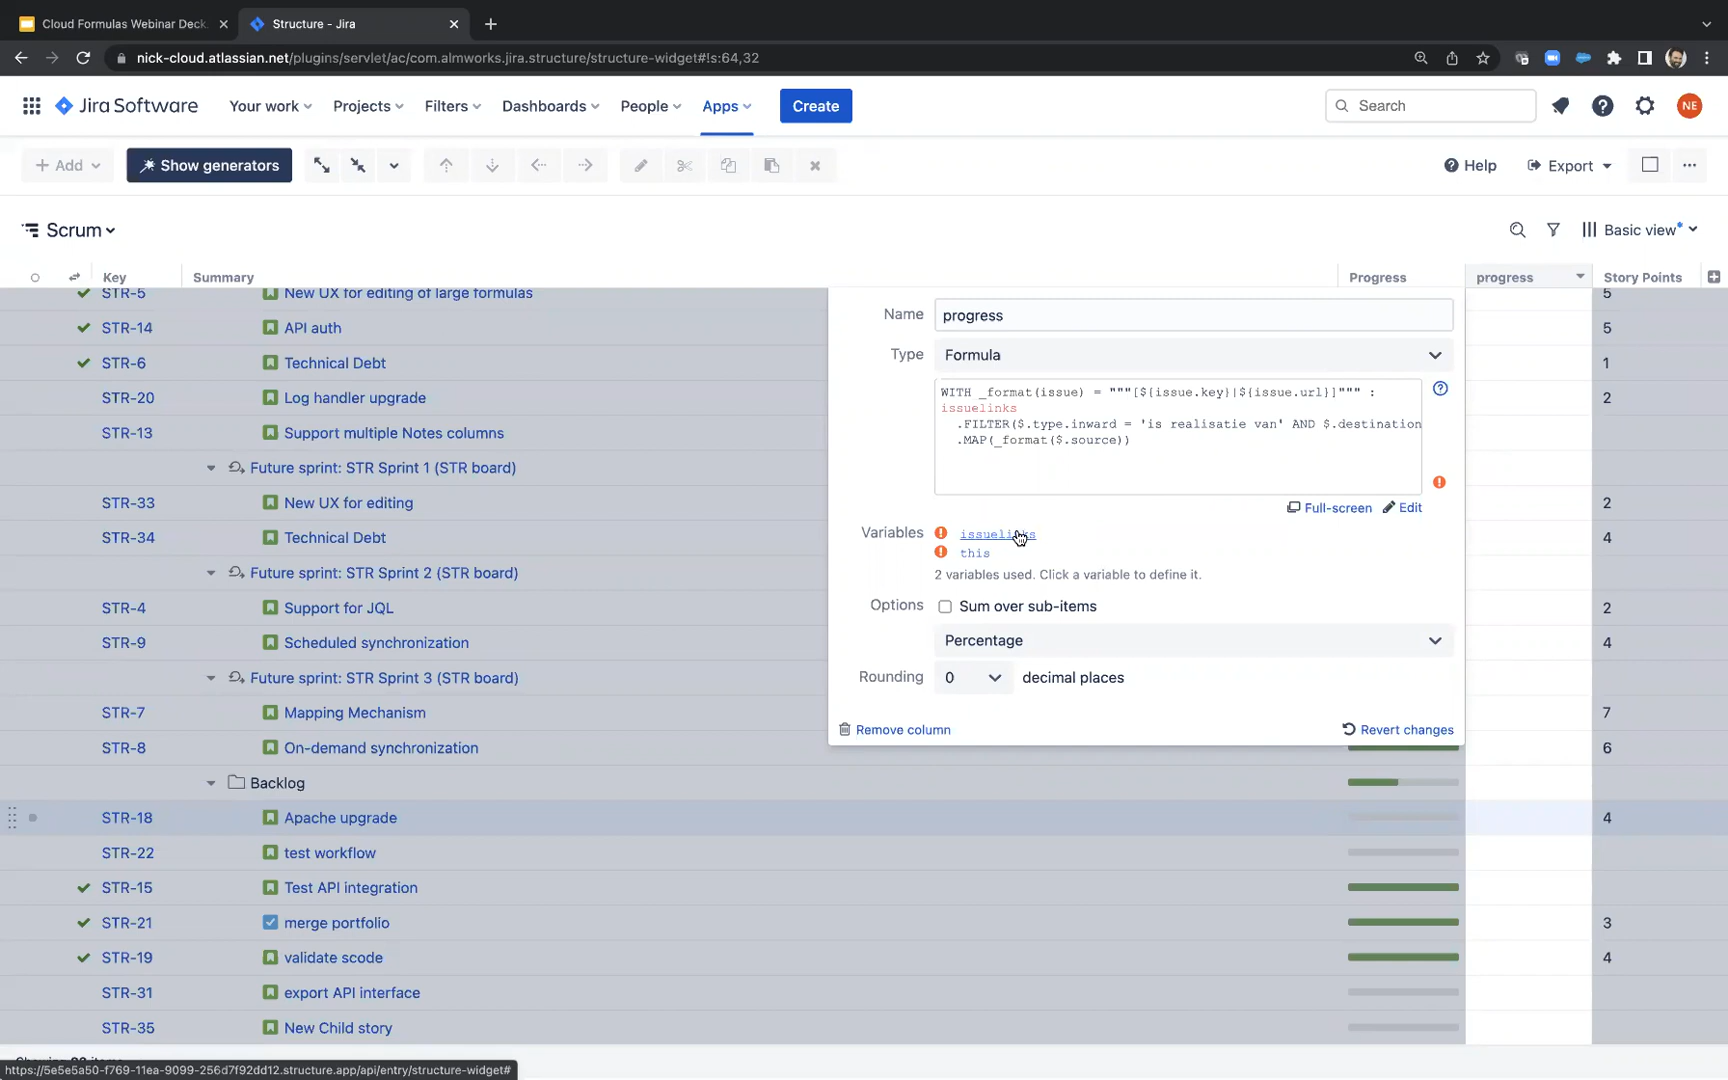 Cloud Formulas Webinar Deck
Structure - Jira
nick-cloud.atlassian.net/plugins/servlet/ac/com.almworks.jira.structure/structure-widget#!s:64,32
Jira Software
Your work
Projects
Filters
Dashboards
People
Apps
Create
Search
NE
Add
Show generators
Help
Export
Scrum
Basic view
Key
Summary
Progress
progress
Story Points
STR-5 New UX for editing of large formulas 5
STR-14 API auth 5
STR-6 Technical Debt 1
STR-20 Log handler upgrade 2
STR-13 Support multiple Notes columns
Future sprint: STR Sprint 1 (STR board)
STR-33 New UX for editing 2
STR-34 Technical Debt 4
Future sprint: STR Sprint 2 (STR board)
STR-4 Support for JQL 2
STR-9 Scheduled synchronization 4
Future sprint: STR Sprint 3 (STR board)
STR-7 Mapping Mechanism 7
STR-8 On-demand synchronization 6
Backlog
STR-18 Apache upgrade 4
STR-22 test workflow
STR-15 Test API integration
STR-21 merge portfolio 3
STR-19 validate scode 4
STR-31 export API interface
STR-35 New Child story
Name progress
Type Formula
WITH _format(issue) = """[${issue.key}|${issue.url}]""" :
issuelinks
.FILTER($.type.inward = 'is realisatie van' AND $.destination
.MAP(_format($.source))
Full-screen Edit
Variables issuelinks
this
2 variables used. Click a variable to define it.
Options Sum over sub-items
Percentage
Rounding 0 decimal places
Remove column
Revert changes
https://5e5e5a50-f769-11ea-9099-256d7f92dd12.structure.app/api/entry/structure-widget#